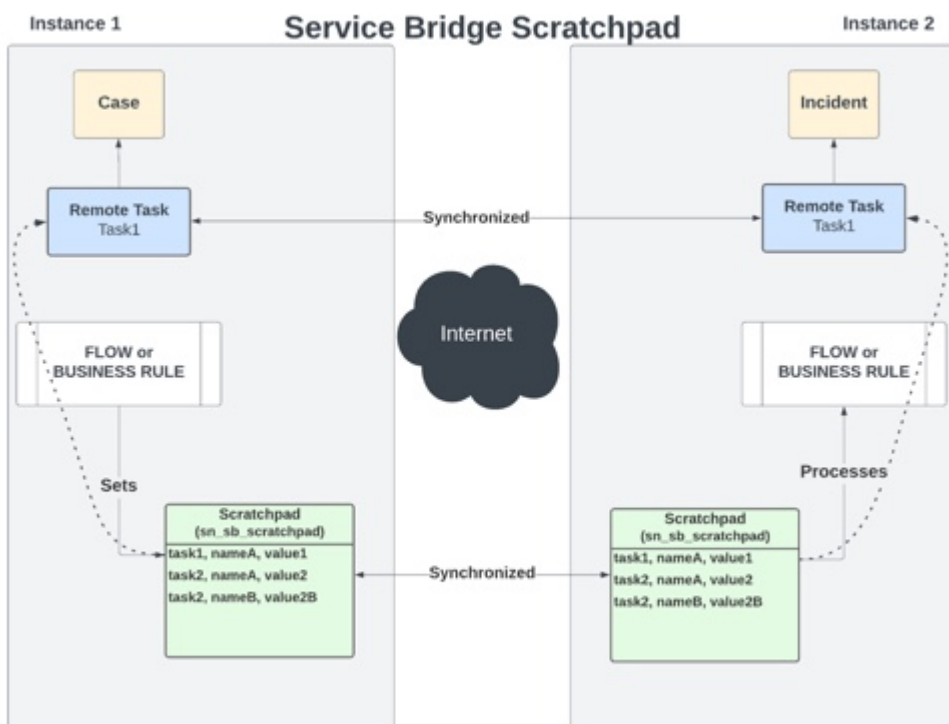 Instance 1
Service Bridge Scratchpad
Instance 2
Case
Incident
Remote Task
Task1
Synchronized
Remote Task
Task1
Internet
FLOW or
BUSINESS RULE
FLOW or
BUSINESS RULE
Sets
Processes
Scratchpad
(sn_sb_scratchpad)
task1, nameA, value1
task2, nameA, value2
task2, nameB, value2B
Synchronized
Scratchpad
(sn_sb_scratchpad)
task1, nameA, value1
task2, nameA, value2
task2, nameB, value2B